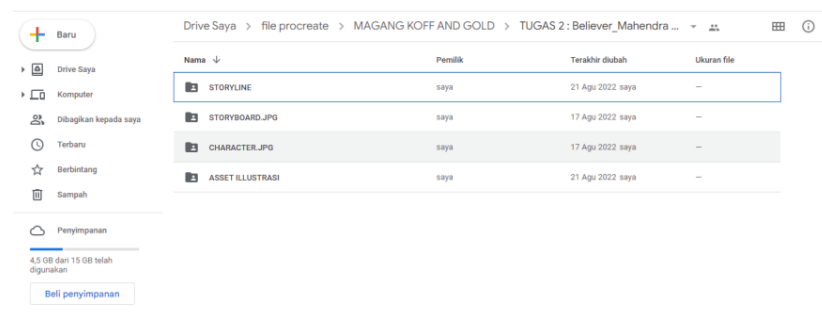 Drive Saya > file procreate > MAGANG KOFF AND GOLD > TUGAS 2 : Believer_Mahendra ...
Baru
Drive Saya
Komputer
Dibagikan kepada saya
Terbaru
Berbintang
Sampah
Penyimpanan
4,5 GB dari 15 GB telah
digunakan
Beli penyimpanan
Nama Pemilik Terakhir diubah Ukuran file
STORYLINE saya 21 Agu 2022 saya —
STORYBOARD.JPG saya 17 Agu 2022 saya —
CHARACTER.JPG saya 17 Agu 2022 saya —
ASSET ILLUSTRASI saya 21 Agu 2022 saya —